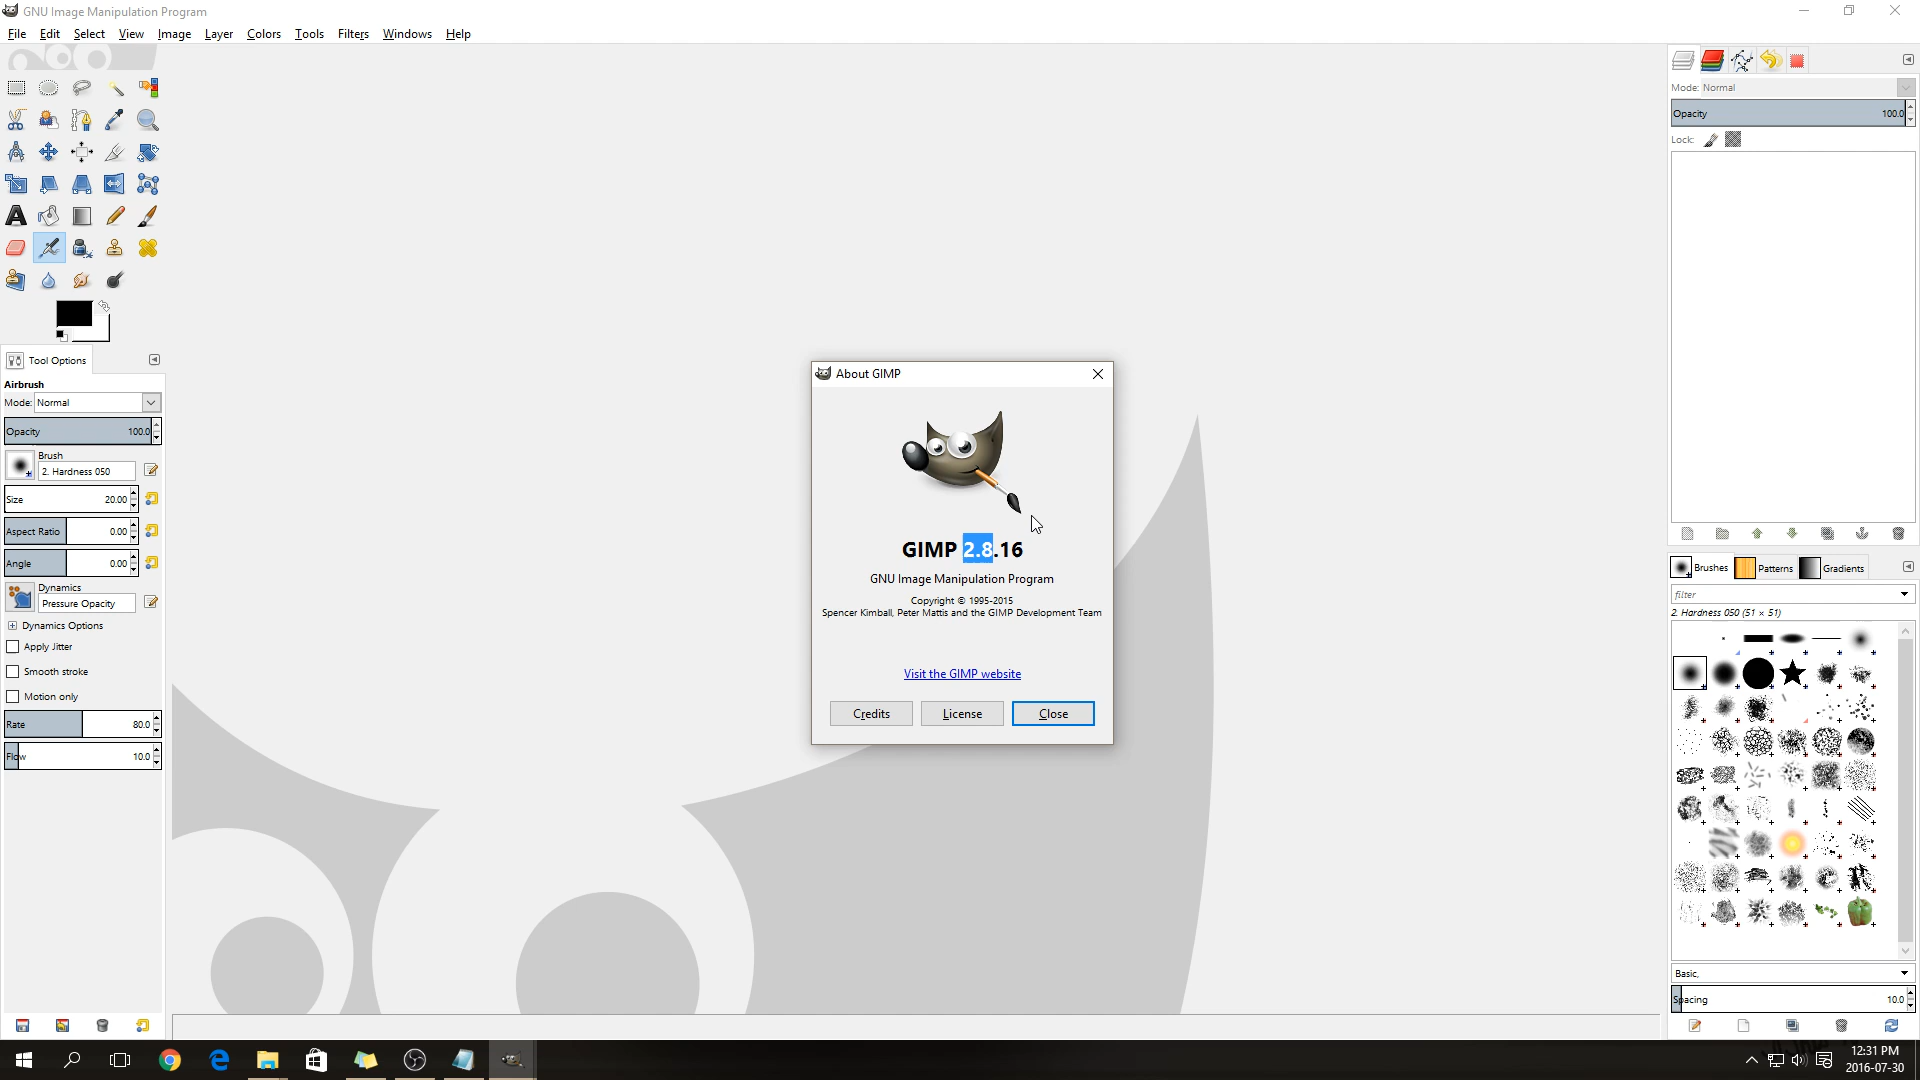 GNU Image Manipulation Program
File Edit Select View Image Layer Colors Tools Filters Windows Help
Tool Options
Airbrush
Mode: Normal
Opacity 100.0
Brush
2. Hardness 050
Size 20.00
Aspect Ratio 0.00
Angle 0.00
Dynamics
Pressure Opacity
Dynamics Options
Apply Jitter
Smooth stroke
Motion only
Rate 80.0
Flow 10.0
About GIMP
GIMP 2.8.16
GNU Image Manipulation Program
Copyright © 1995-2015
Spencer Kimball, Peter Mattis and the GIMP Development Team
Visit the GIMP website
Credits License Close
Mode: Normal
Opacity 100.0
Lock:
Brushes Patterns Gradients
filter
2. Hardness 050 (51 × 51)
Basic,
Spacing 10.0
12:31 PM
2016-07-30